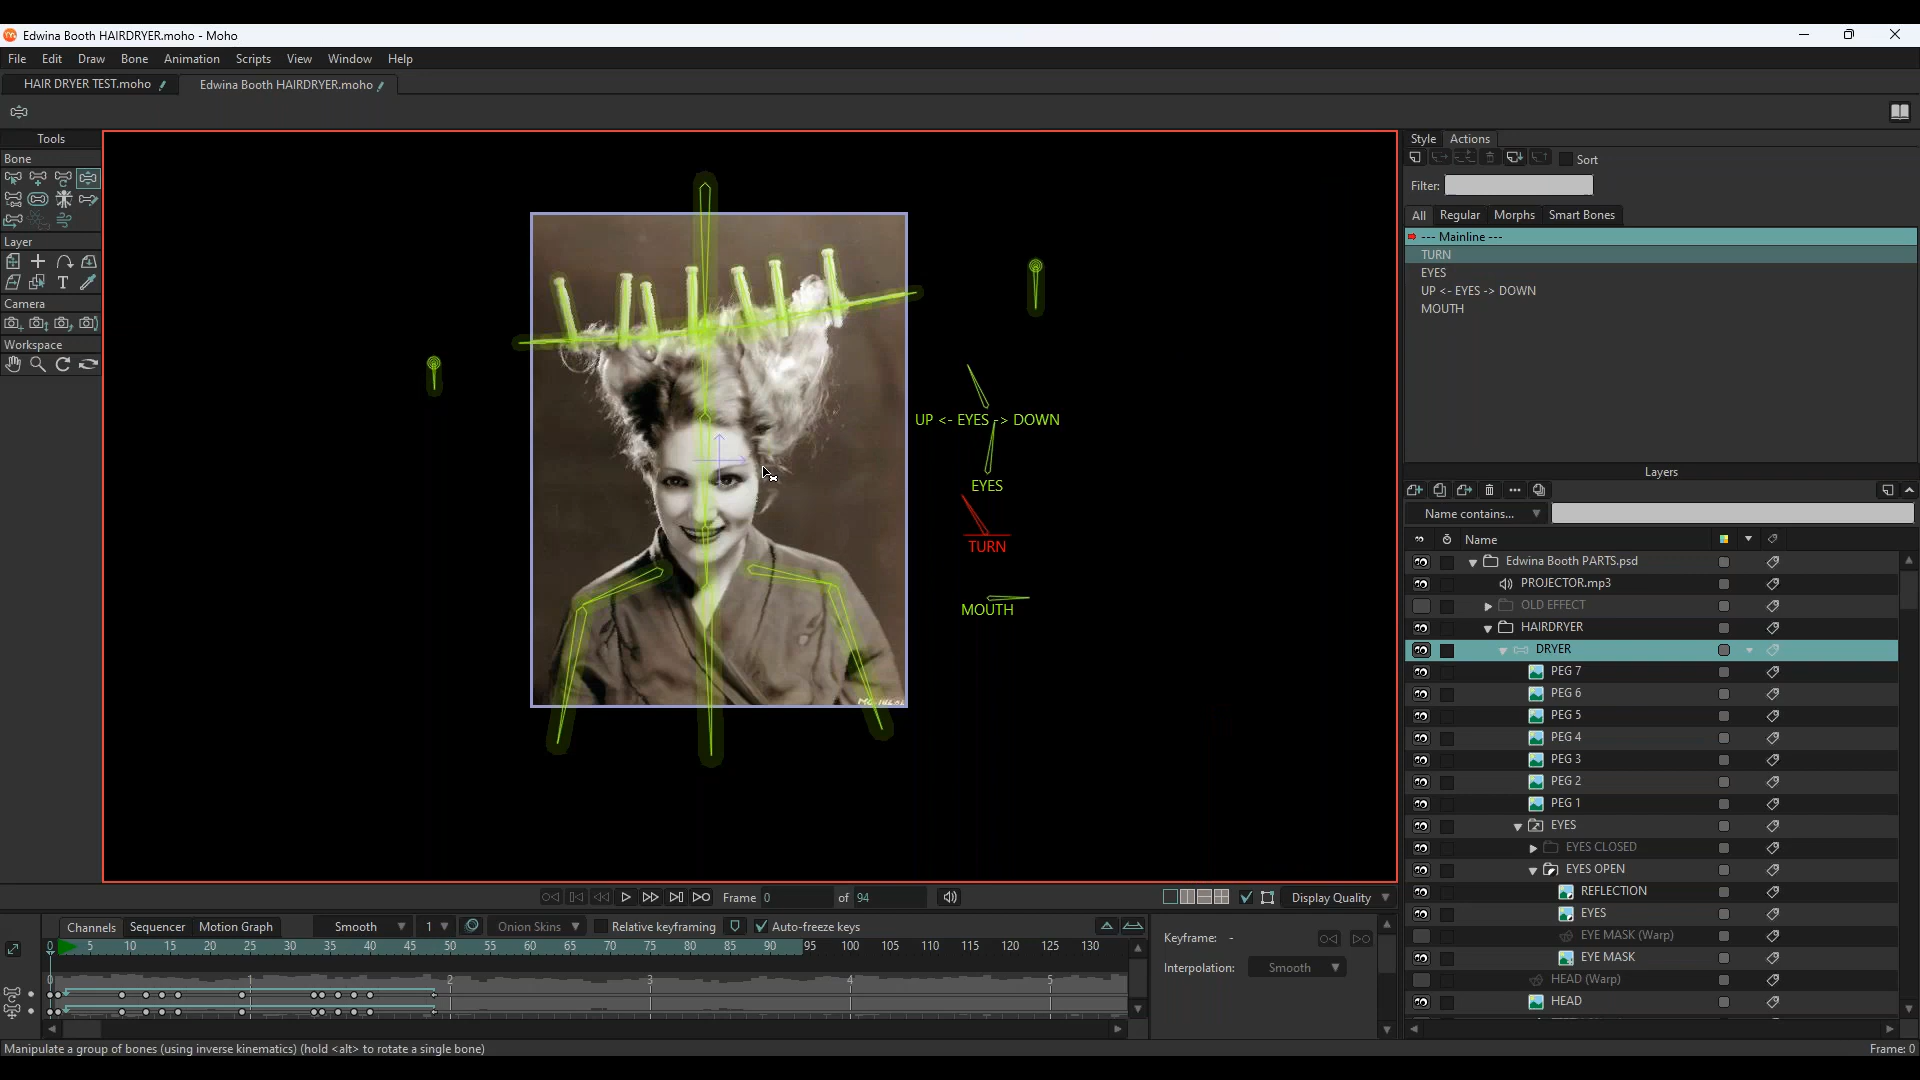 Edwina Booth HAIRDRYER.moho - Moho
File Edit Draw Bone Animation Scripts View Window Help
HAIR DRYER TEST.moho Edwina Booth HAIRDRYER.moho
Tools
Bone
Layer
Camera
Workspace
UP <- EYES -> DOWN
EYES
TURN
MOUTH
Style Actions
Sort
Filter:
All Regular Morphs Smart Bones
--- Mainline ---
TURN
EYES
UP <- EYES -> DOWN
MOUTH
Layers
Name contains...
Name
Edwina Booth PARTS.psd
PROJECTOR.mp3
OLD EFFECT
HAIRDRYER
DRYER
PEG 7
PEG 6
PEG 5
PEG 4
PEG 3
PEG 2
PEG 1
EYES
EYES CLOSED
EYES OPEN
REFLECTION
EYES
EYE MASK (Warp)
EYE MASK
HEAD (Warp)
HEAD
Frame 0 of 94 Display Quality
Channels Sequencer Motion Graph Smooth 1 Onion Skins Relative keyframing Auto-freeze keys
0 5 10 15 20 25 30 35 40 45 50 55 60 65 70 75 80 85 90 95 100 105 110 115 120 125 130
0 1 2 3 4 5
Keyframe: -
Interpolation: Smooth
Manipulate a group of bones (using inverse kinematics) (hold <alt> to rotate a single bone) Frame: 0